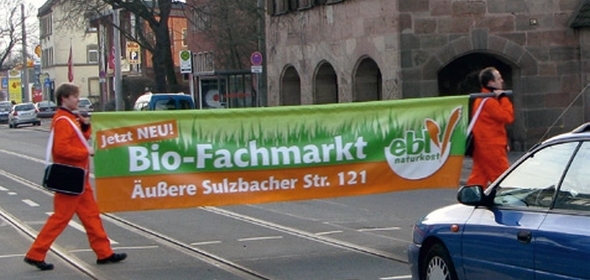 Jetzt NEU!
Bio-Fachmarkt
Äußere Sulzbacher Str. 121
ebl
naturkost